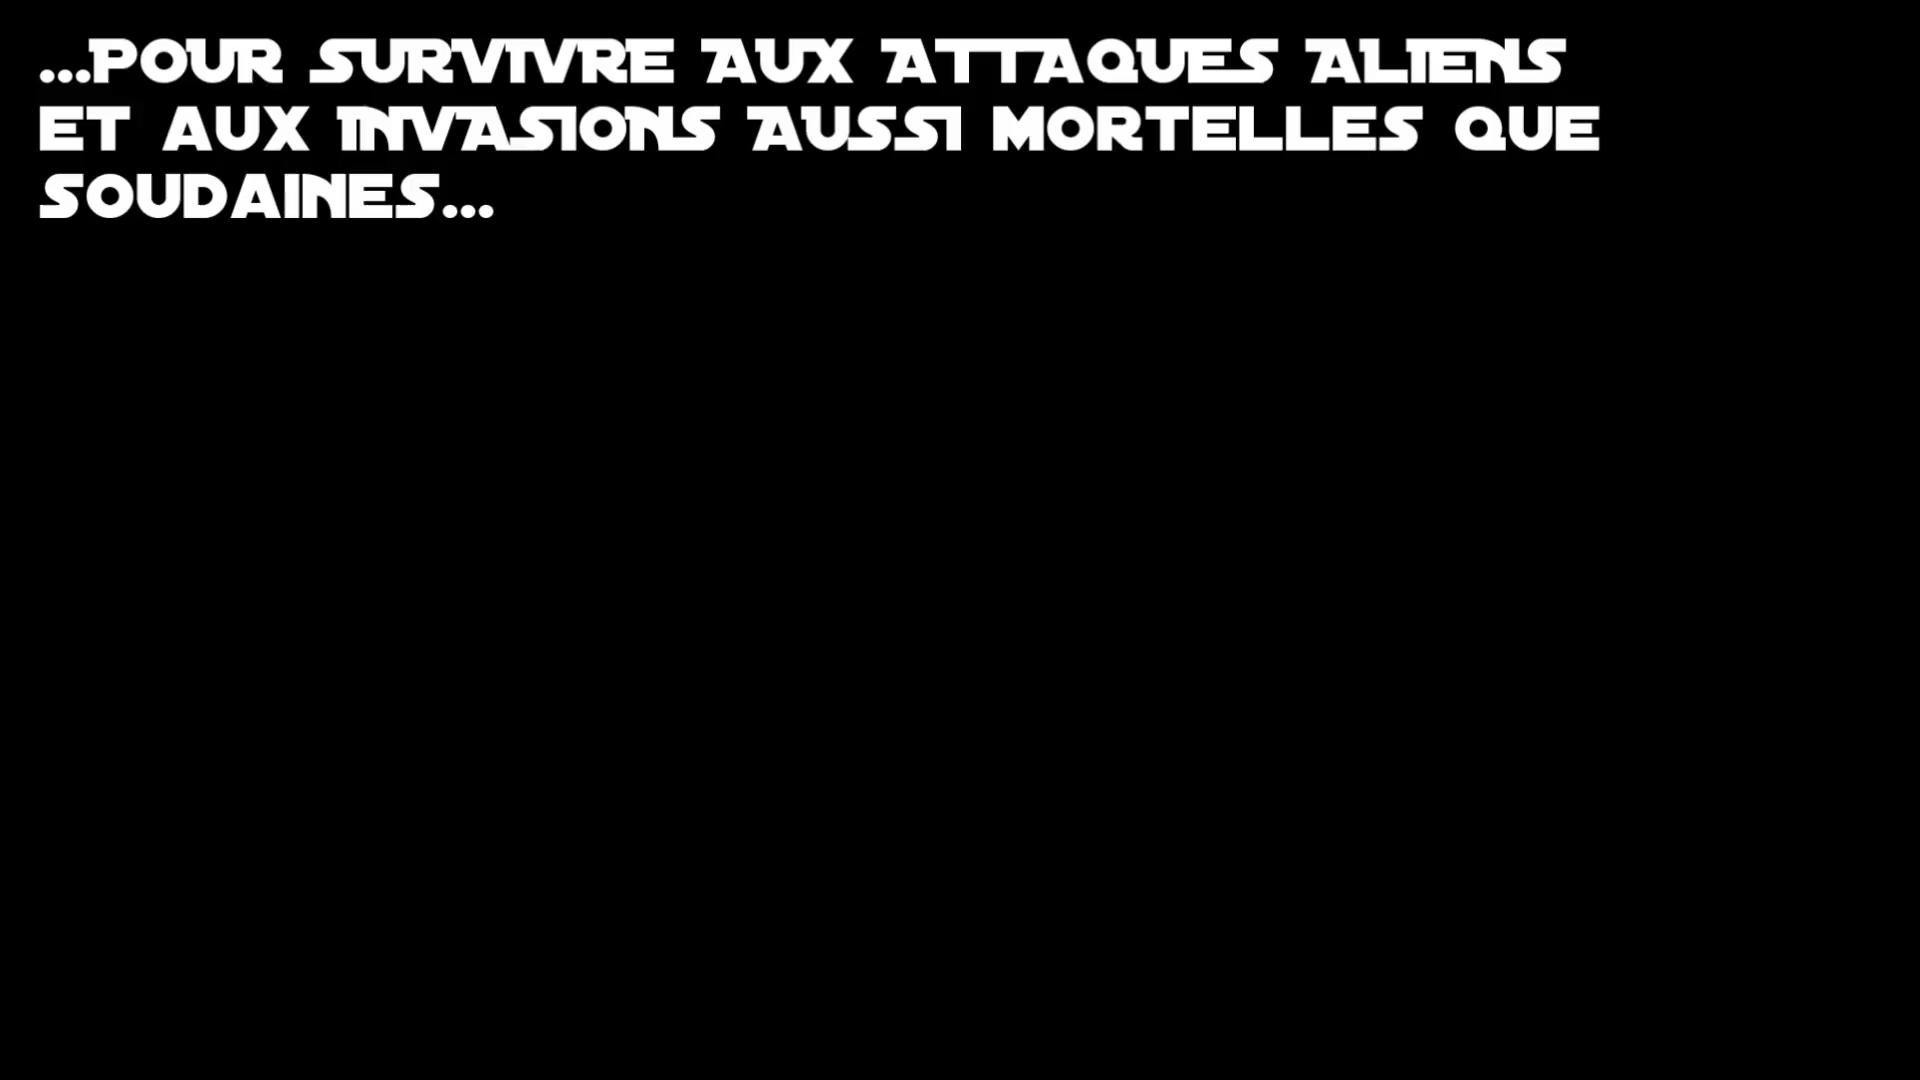 ...POUR SURVIVRE AUX ATTAQUES ALIENS
ET AUX INVASIONS AUSSI MORTELLES QUE
SOUDAINES...